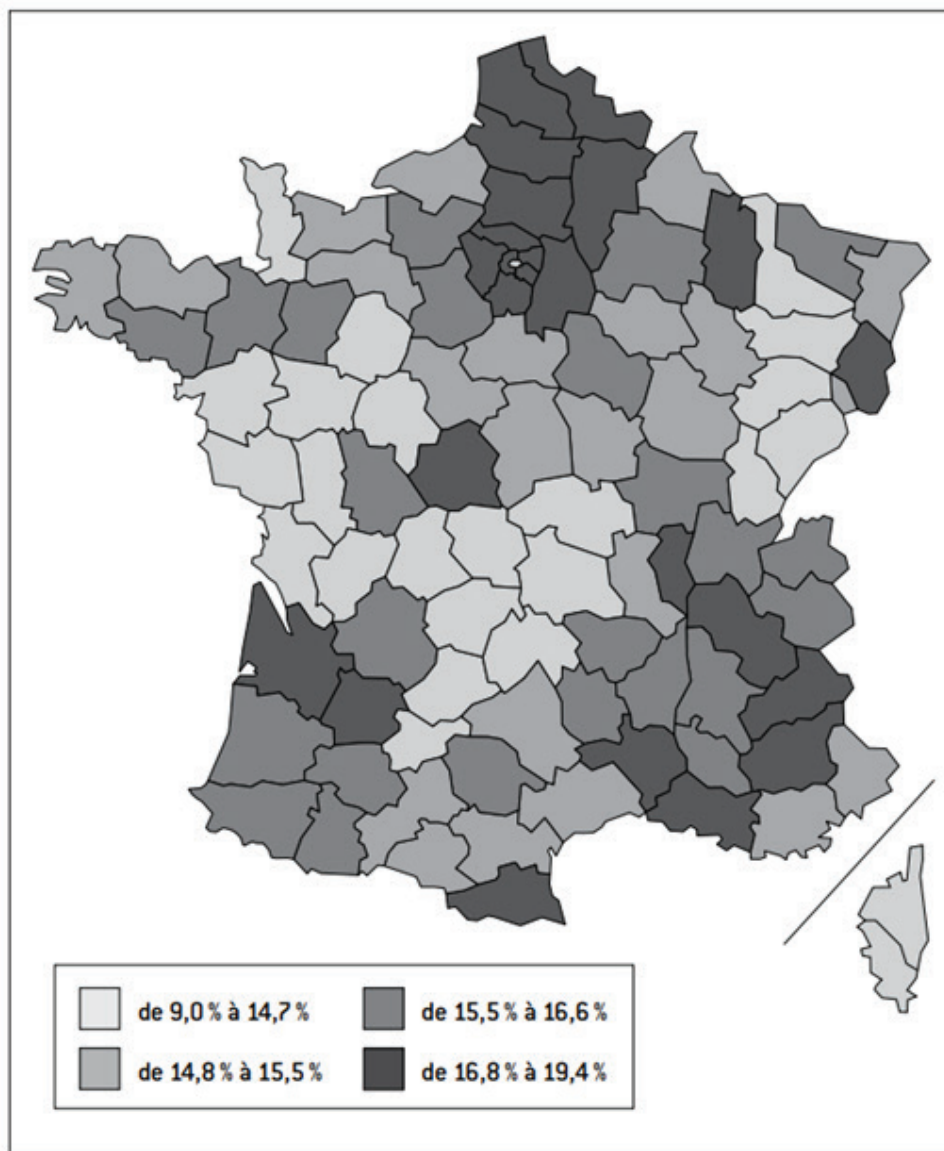 de 9,0 % à 14,7 %
de 14,8 % à 15,5 %
de 15,5 % à 16,6 %
de 16,8 % à 19,4 %